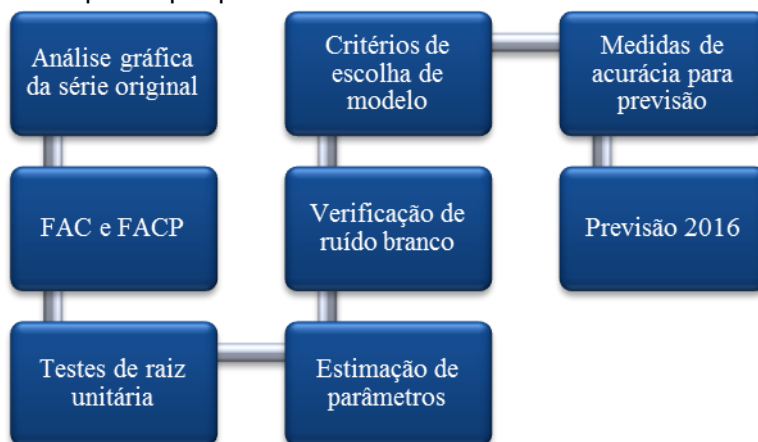 Análise gráfica
da série original
FAC e FACP
Testes de raiz
unitária
Estimação de
parâmetros
Verificação de
ruído branco
Critérios de
escolha de
modelo
Medidas de
acurácia para
previsão
Previsão 2016